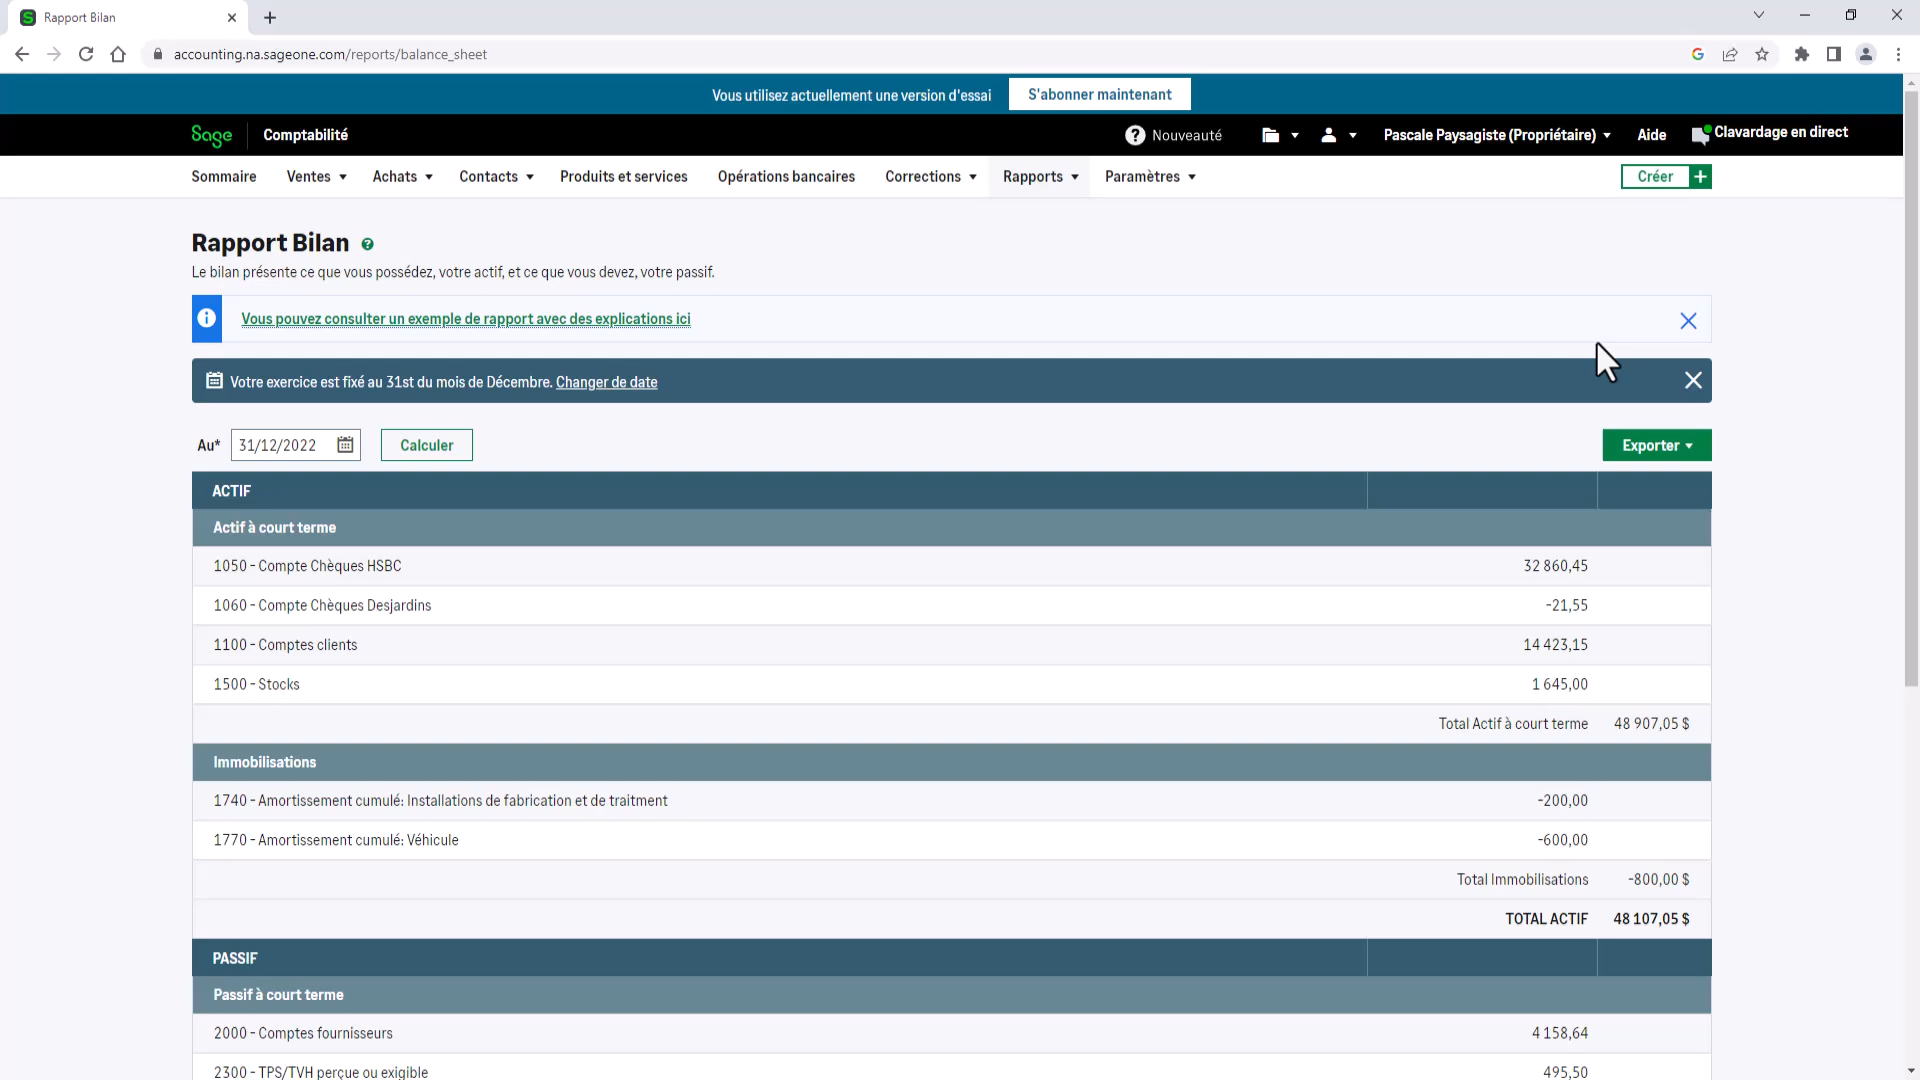 Rapport Bilan
accounting.na.sageone.com/reports/balance_sheet
Vous utilisez actuellement une version d'essai S'abonner maintenant
Sage Comptabilité Nouveauté Pascale Paysagiste (Propriétaire) Aide Clavardage en direct
Sommaire Ventes Achats Contacts Produits et services Opérations bancaires Corrections Rapports Paramètres Créer
Rapport Bilan
Le bilan présente ce que vous possédez, votre actif, et ce que vous devez, votre passif.
Vous pouvez consulter un exemple de rapport avec des explications ici
Votre exercice est fixé au 31st du mois de Décembre. Changer de date
Au* 31/12/2022 Calculer Exporter
ACTIF
Actif à court terme
1050 - Compte Chèques HSBC 32 860,45
1060 - Compte Chèques Desjardins -21,55
1100 - Comptes clients 14 423,15
1500 - Stocks 1 645,00
Total Actif à court terme 48 907,05 $
Immobilisations
1740 - Amortissement cumulé: Installations de fabrication et de traitment -200,00
1770 - Amortissement cumulé: Véhicule -600,00
Total Immobilisations -800,00 $
TOTAL ACTIF 48 107,05 $
PASSIF
Passif à court terme
2000 - Comptes fournisseurs 4 158,64
2300 - TPS/TVH perçue ou exigible 495,50